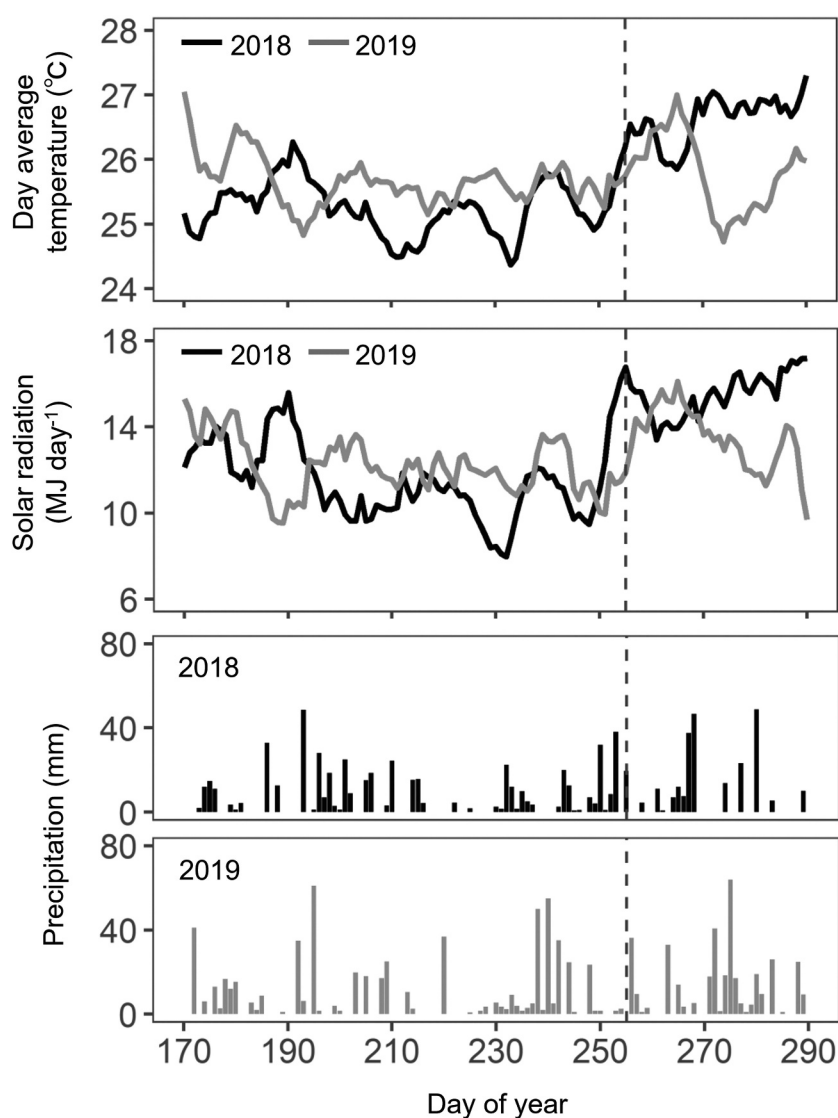 28
27
26
25
24
Day average
temperature (°C)
2018 2019
18
14
10
6
Solar radiation
(MJ day-1)
2018 2019
80
40
0
2018
Precipitation (mm)
80
40
0
2019
170 190 210 230 250 270 290
Day of year